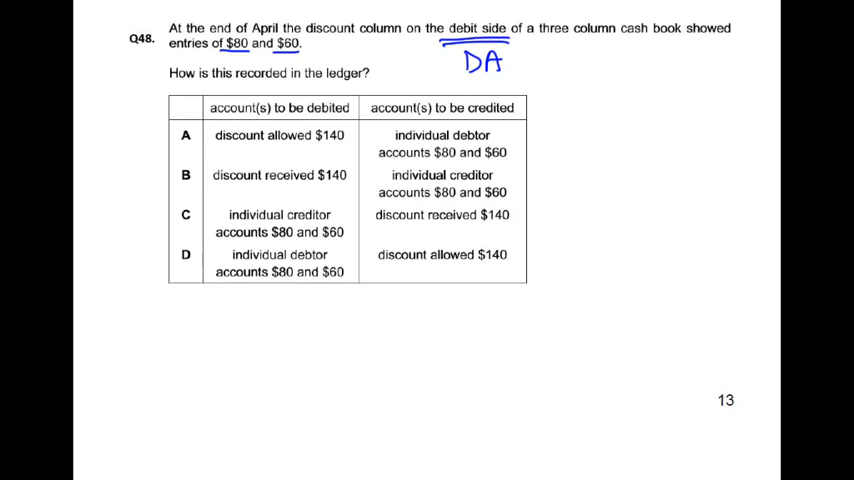 At the end of April the discount column on the debit side of a three column cash book showed
Q48. entries of $80 and $60.
DA
How is this recorded in the ledger?
account(s) to be debited account(s) to be credited
A discount allowed $140 individual debtor
accounts $80 and $60
B discount received $140 individual creditor
accounts $80 and $60
C individual creditor discount received $140
accounts $80 and $60
D individual debtor discount allowed $140
accounts $80 and $60
13